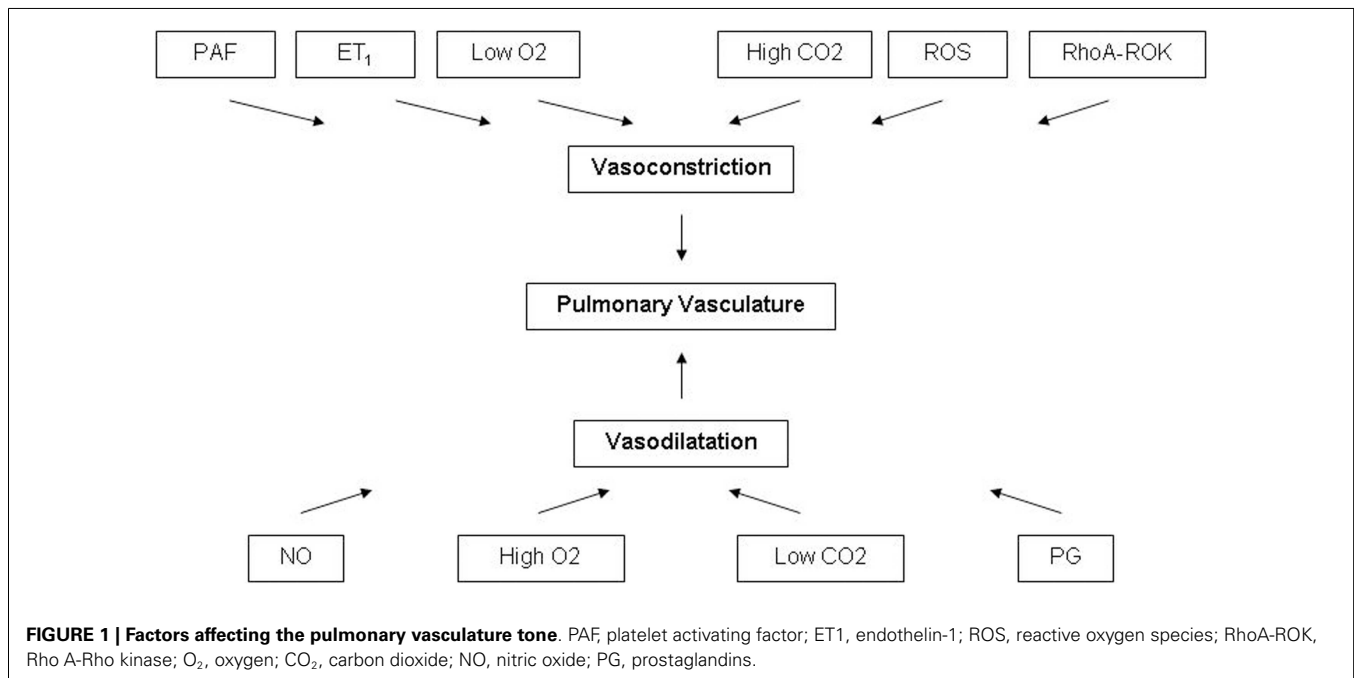 PAF ET₁ Low O2 High CO2 ROS RhoA-ROK
Vasoconstriction
Pulmonary Vasculature
Vasodilatation
NO High O2 Low CO2 PG
FIGURE 1 | Factors affecting the pulmonary vasculature tone. PAF, platelet activating factor; ET1, endothelin-1; ROS, reactive oxygen species; RhoA-ROK,
Rho A-Rho kinase; O₂, oxygen; CO₂, carbon dioxide; NO, nitric oxide; PG, prostaglandins.